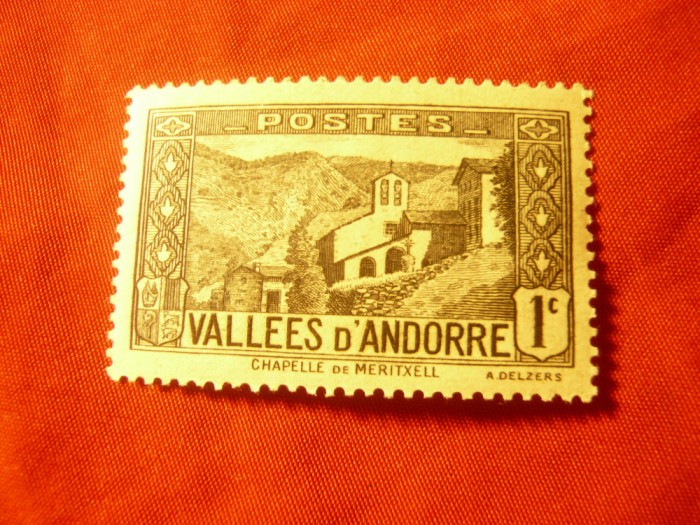 POSTES
1c
VALLEES D'ANDORRE
CHAPELLE DE MERITXELL
A. DELZERS